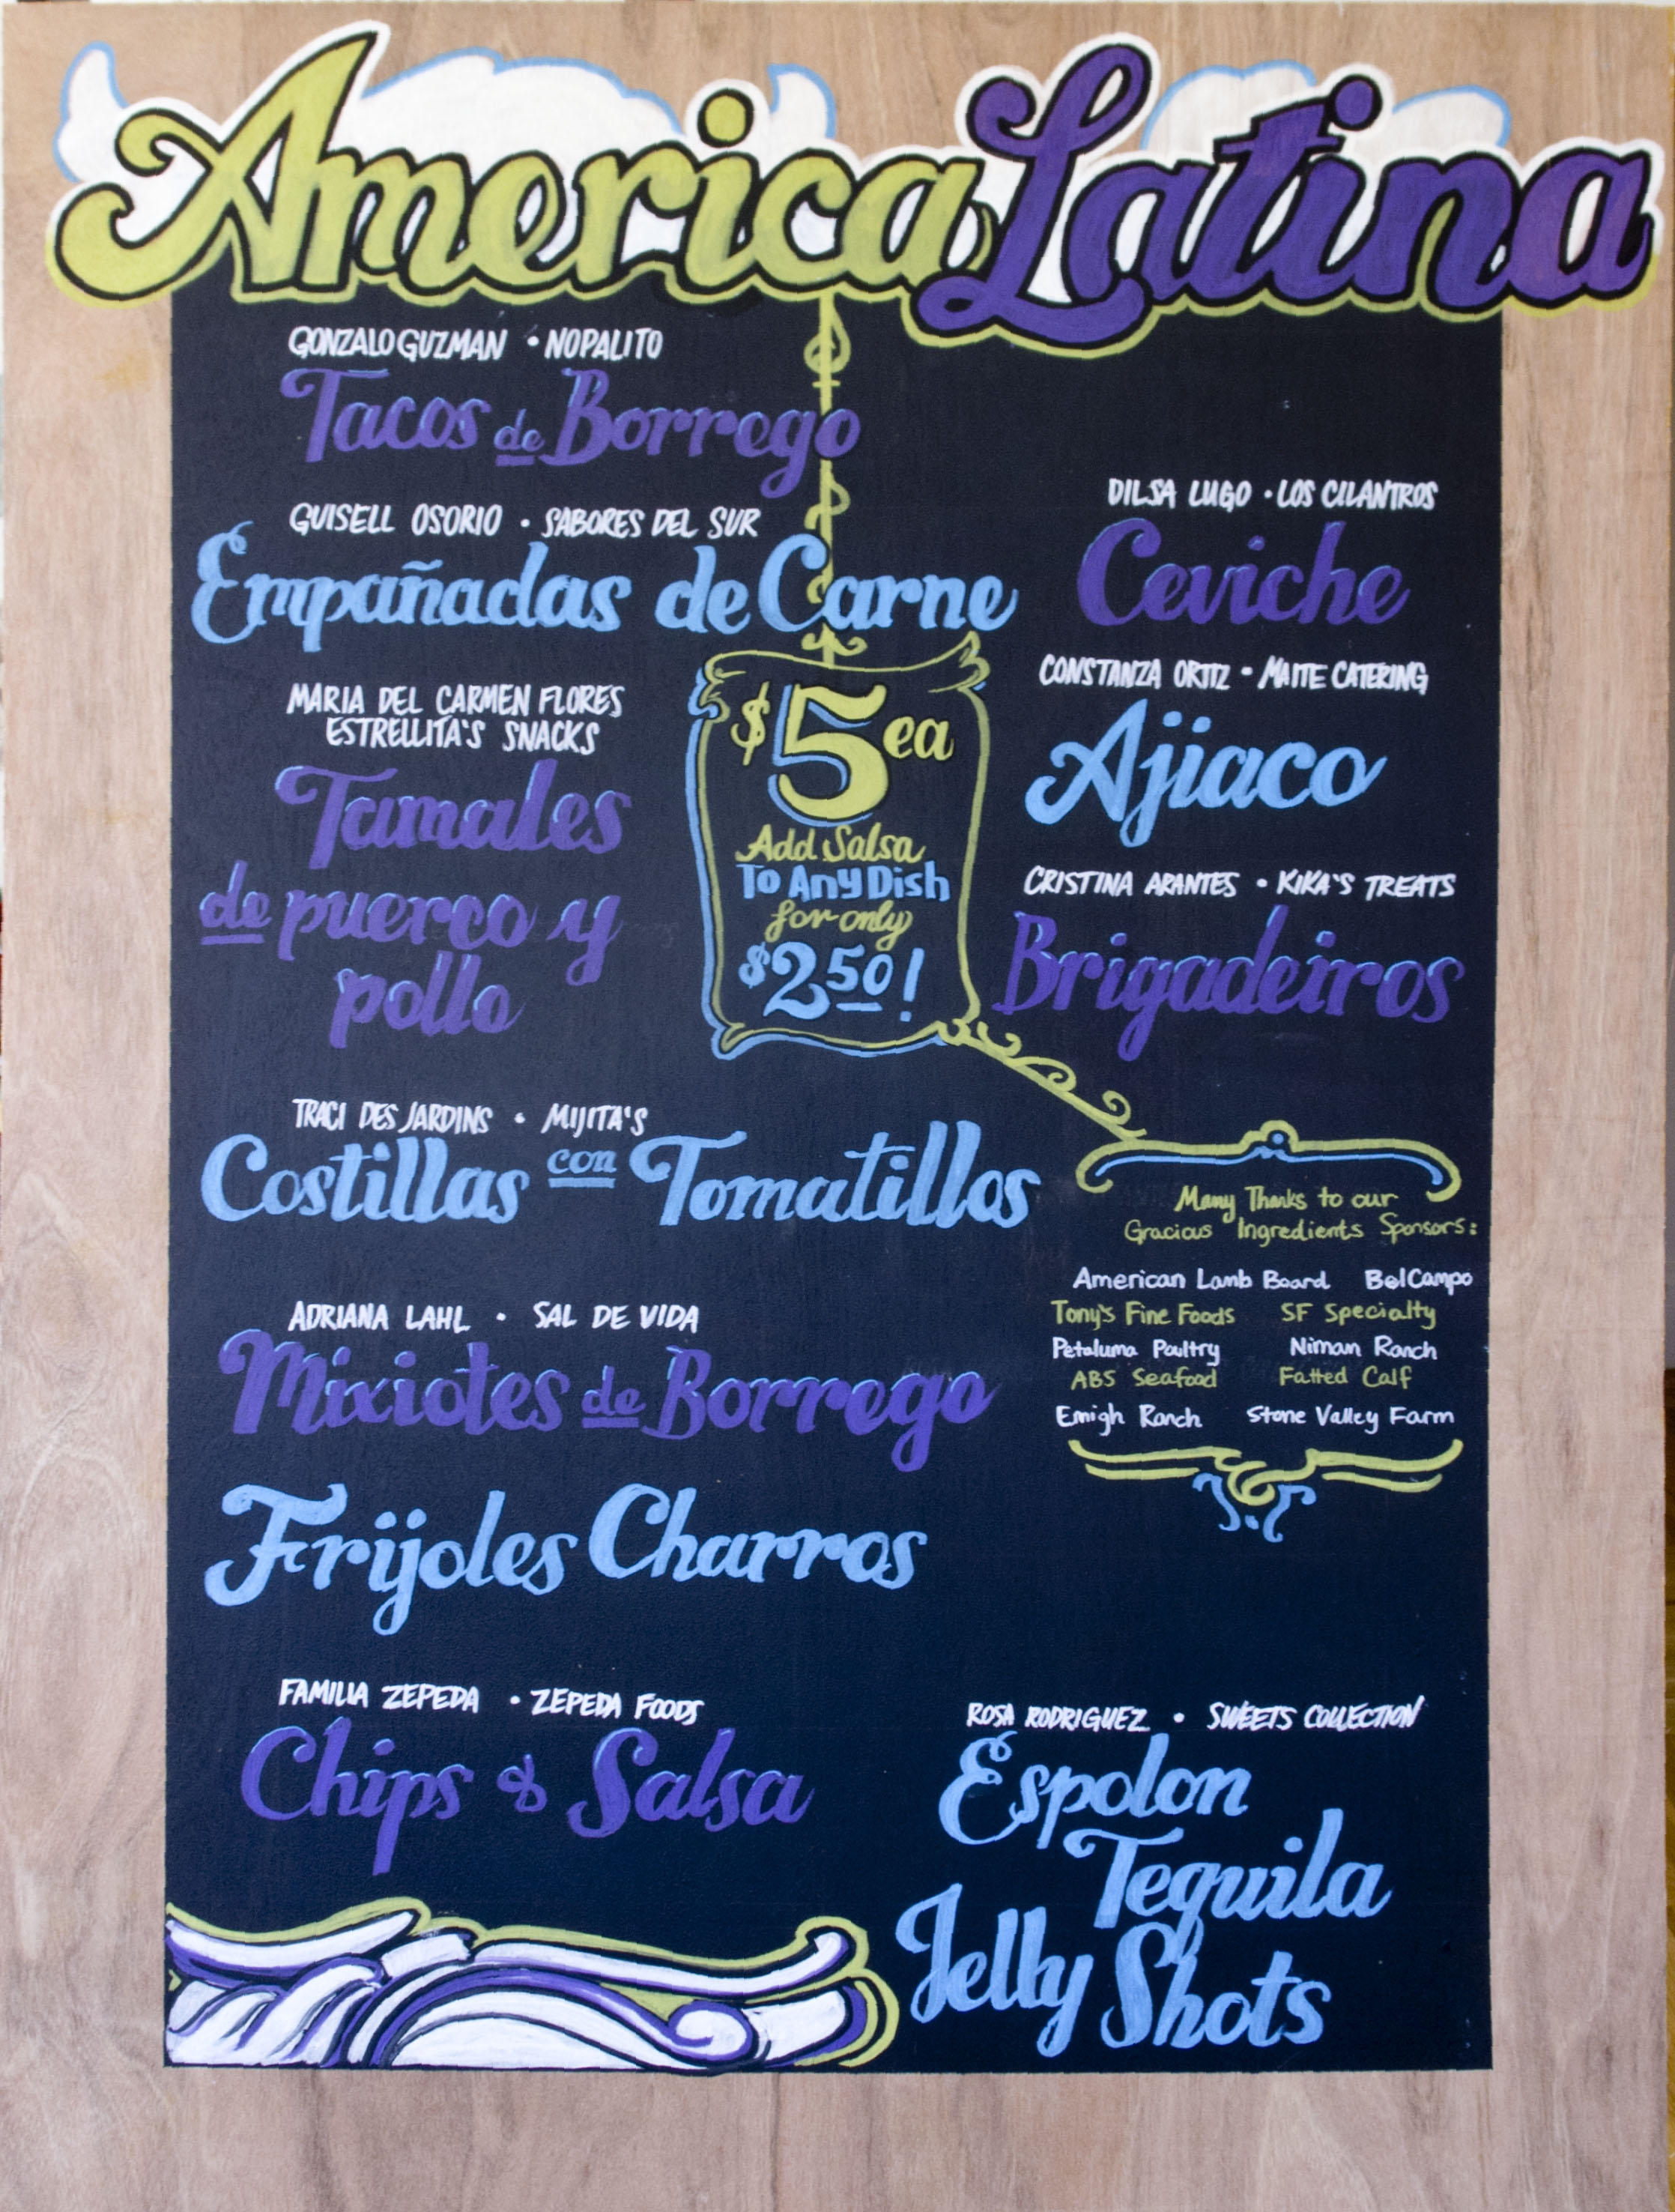 America Latina
GONZALO GUZMAN • NOPALITO
Tacos de Borrego
GUISELL OSORIO • SABORES DEL SUR
Empañadas de Carne
MARIA DEL CARMEN FLORES
ESTRELLITA'S SNACKS
Tamales
de puerco y
pollo
$5 ea
Add Salsa
To Any Dish
for only
$2 50!
DILSA LUGO • LOS CILANTROS
Ceviche
CONSTANZA ORTIZ • MAITE CATERING
Ajiaco
CRISTINA ARANTES • KIKA'S TREATS
Brigadeiros
TRACI DES JARDINS • MIJITA'S
Costillas con Tomatillos
ADRIANA LAHL • SAL DE VIDA
Mixiotes de Borrego
Frijoles Charros
Many Thanks to our
Gracious Ingredients Sponsors:
American Lamb Board BelCampo
Tony's Fine Foods SF Specialty
Petaluma Poultry Niman Ranch
ABS Seafood Fatted Calf
Emigh Ranch Stone Valley Farm
FAMILIA ZEPEDA • ZEPEDA FOODS
Chips & Salsa
ROSA RODRIGUEZ • SWEETS COLLECTION
Espolon
Tequila
Jelly Shots